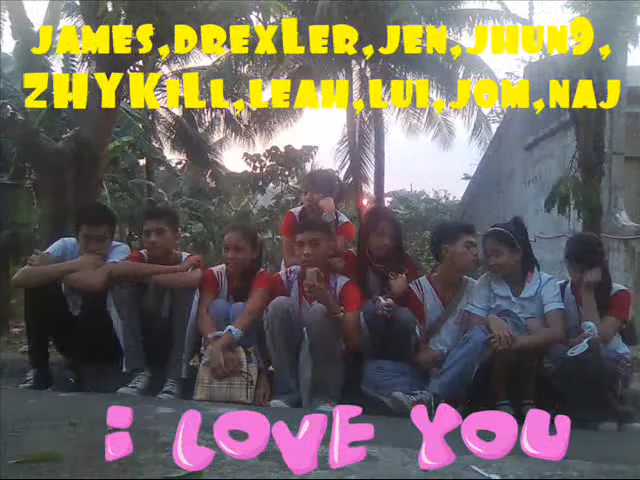 JAMES,DREXLER,JEN,JHUN9,
ZHYKiLL,LEAH,LUI,JOM,NAJ
: LOVE YOU